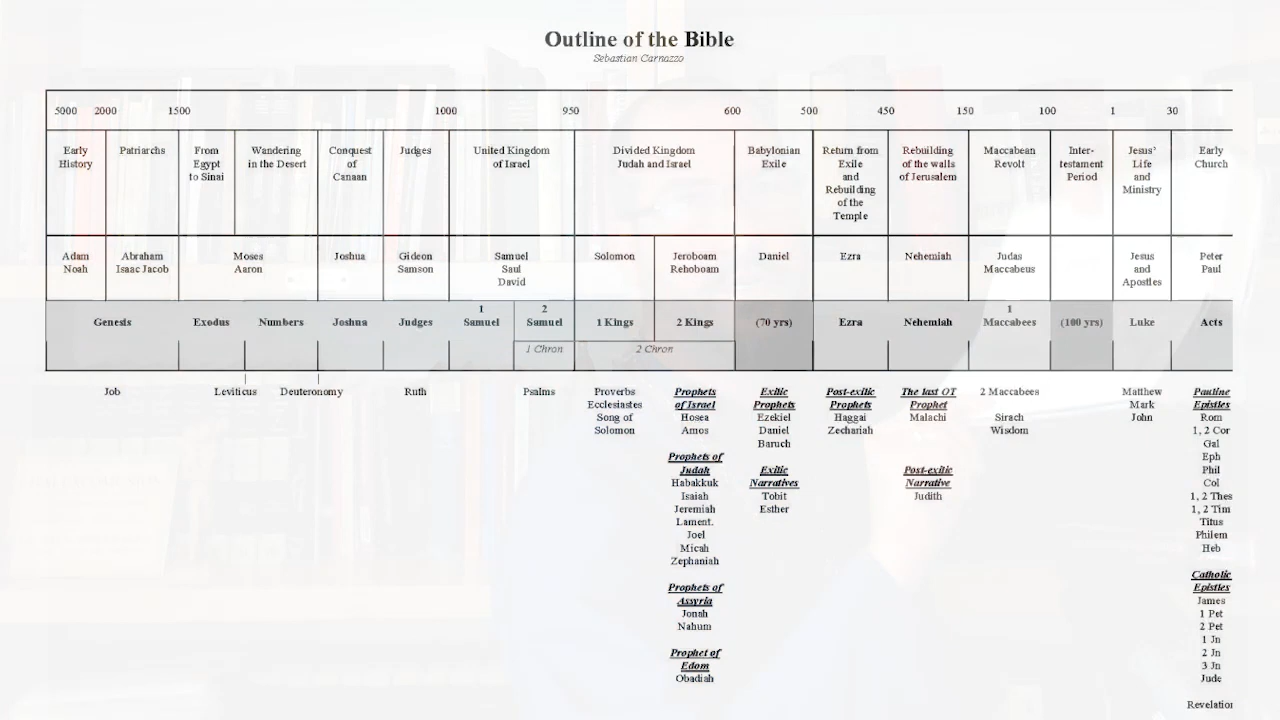 Outline of the Bible
Sebastian Carnazzo
5000 2000 1500 1000 950 600 500 450 150 100 1 30
Early
History
Patriarchs
From
Egypt
to Sinai
Wandering
in the Desert
Conquest
of
Canaan
Judges
United Kingdom
of Israel
Divided Kingdom
Judah and Israel
Babylonian
Exile
Return from
Exile
and
Rebuilding
of the
Temple
Rebuilding
of the walls
of Jerusalem
Maccabean
Revolt
Inter-
testament
Period
Jesus'
Life
and
Ministry
Early
Church
Adam
Noah
Abraham
Isaac Jacob
Moses
Aaron
Joshua
Gideon
Samson
Samuel
Saul
David
Solomon
Jeroboam
Rehoboam
Daniel
Ezra
Nehemiah
Judas
Maccabeus
Jesus
and
Apostles
Peter
Paul
Genesis
Exodus
Numbers
Joshua
Judges
1
Samuel
2
Samuel
1 Kings
2 Kings
(70 yrs)
Ezra
Nehemiah
1
Maccabees
(100 yrs)
Luke
Acts
1 Chron
2 Chron
Job
Leviticus
Deuteronomy
Ruth
Psalms
Proverbs
Ecclesiastes
Song of
Solomon
Prophets
of Israel
Hosea
Amos
Prophets of
Judah
Habakkuk
Isaiah
Jeremiah
Lament.
Joel
Micah
Zephaniah
Prophets of
Assyria
Jonah
Nahum
Prophet of
Edom
Obadiah
Exilic
Prophets
Ezekiel
Daniel
Baruch
Exilic
Narratives
Tobit
Esther
Post-exilic
Prophets
Haggai
Zechariah
The last OT
Prophet
Malachi
Post-exilic
Narrative
Judith
2 Maccabees
Sirach
Wisdom
Matthew
Mark
John
Pauline
Epistles
Rom
1, 2 Cor
Gal
Eph
Phil
Col
1, 2 Thes
1, 2 Tim
Titus
Philem
Heb
Catholic
Epistles
James
1 Pet
2 Pet
1 Jn
2 Jn
3 Jn
Jude
Revelation